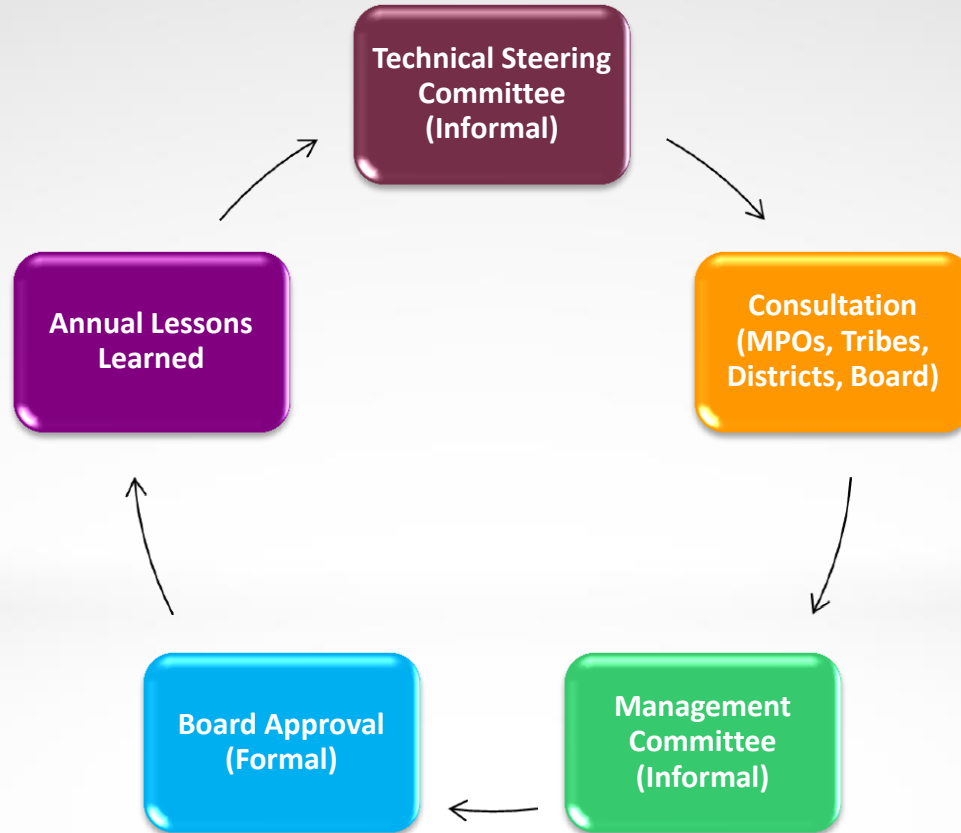 Technical Steering
Committee
(Informal)
Consultation
(MPOs, Tribes,
Districts, Board)
Management
Committee
(Informal)
Board Approval
(Formal)
Annual Lessons
Learned